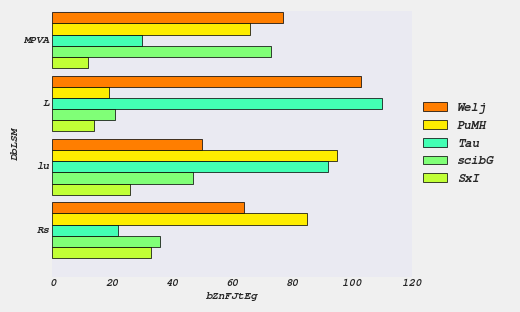 MPVA
L
lu
Rs
DbLSM
0 20 40 60 80 100 120
bZnFJtEg
Welj
PuMH
Tau
scibG
SxI